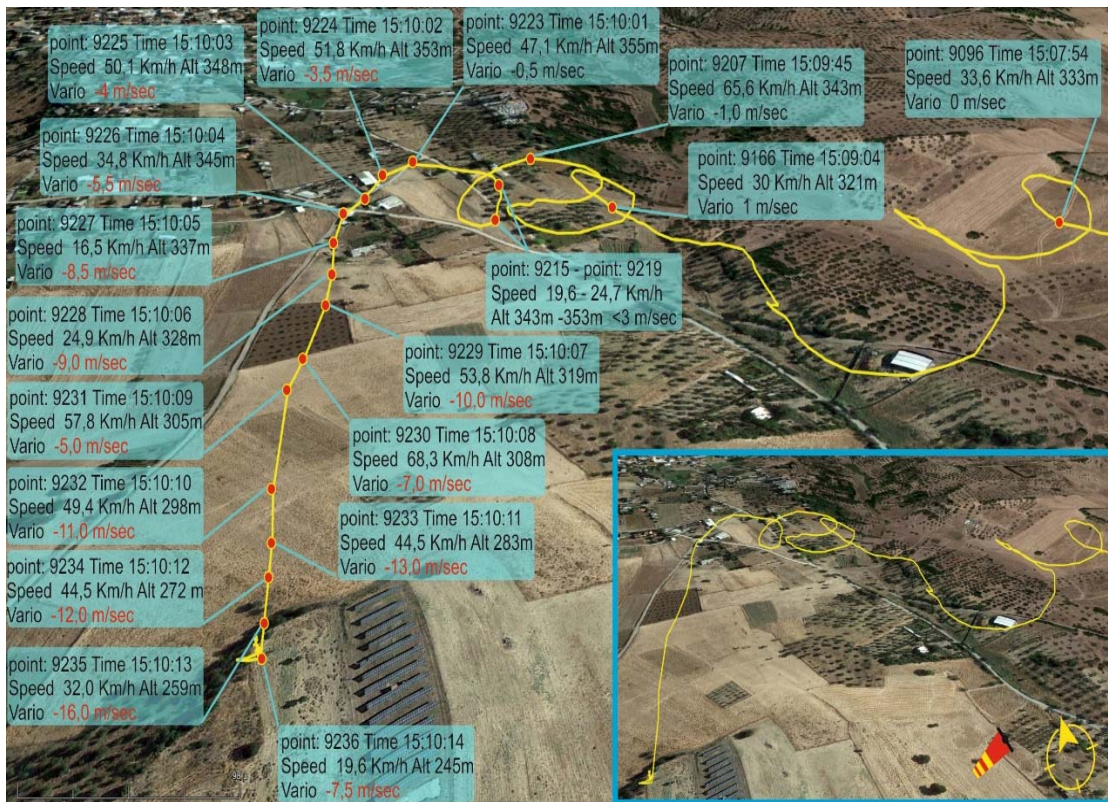 point: 9225 Time 15:10:03
Speed 50,1 Km/h Alt 348m
Vario -4 m/sec
point: 9224 Time 15:10:02
Speed 51,8 Km/h Alt 353m
Vario -3,5 m/sec
point: 9223 Time 15:10:01
Speed 47,1 Km/h Alt 355m
Vario -0,5 m/sec
point: 9207 Time 15:09:45
Speed 65,6 Km/h Alt 343m
Vario -1,0 m/sec
point: 9096 Time 15:07:54
Speed 33,6 Km/h Alt 333m
Vario 0 m/sec
point: 9226 Time 15:10:04
Speed 34,8 Km/h Alt 345m
Vario -5,5 m/sec
point: 9166 Time 15:09:04
Speed 30 Km/h Alt 321m
Vario 1 m/sec
point: 9227 Time 15:10:05
Speed 16,5 Km/h Alt 337m
Vario -8,5 m/sec
point: 9215 - point: 9219
Speed 19,6 - 24,7 Km/h
Alt 343m -353m <3 m/sec
point: 9228 Time 15:10:06
Speed 24,9 Km/h Alt 328m
Vario -9,0 m/sec
point: 9229 Time 15:10:07
Speed 53,8 Km/h Alt 319m
Vario -10,0 m/sec
point: 9231 Time 15:10:09
Speed 57,8 Km/h Alt 305m
Vario -5,0 m/sec
point: 9230 Time 15:10:08
Speed 68,3 Km/h Alt 308m
Vario -7,0 m/sec
point: 9232 Time 15:10:10
Speed 49,4 Km/h Alt 298m
Vario -11,0 m/sec
point: 9233 Time 15:10:11
Speed 44,5 Km/h Alt 283m
Vario -13,0 m/sec
point: 9234 Time 15:10:12
Speed 44,5 Km/h Alt 272 m
Vario -12,0 m/sec
point: 9235 Time 15:10:13
Speed 32,0 Km/h Alt 259m
Vario -16,0 m/sec
point: 9236 Time 15:10:14
Speed 19,6 Km/h Alt 245m
Vario -7,5 m/sec